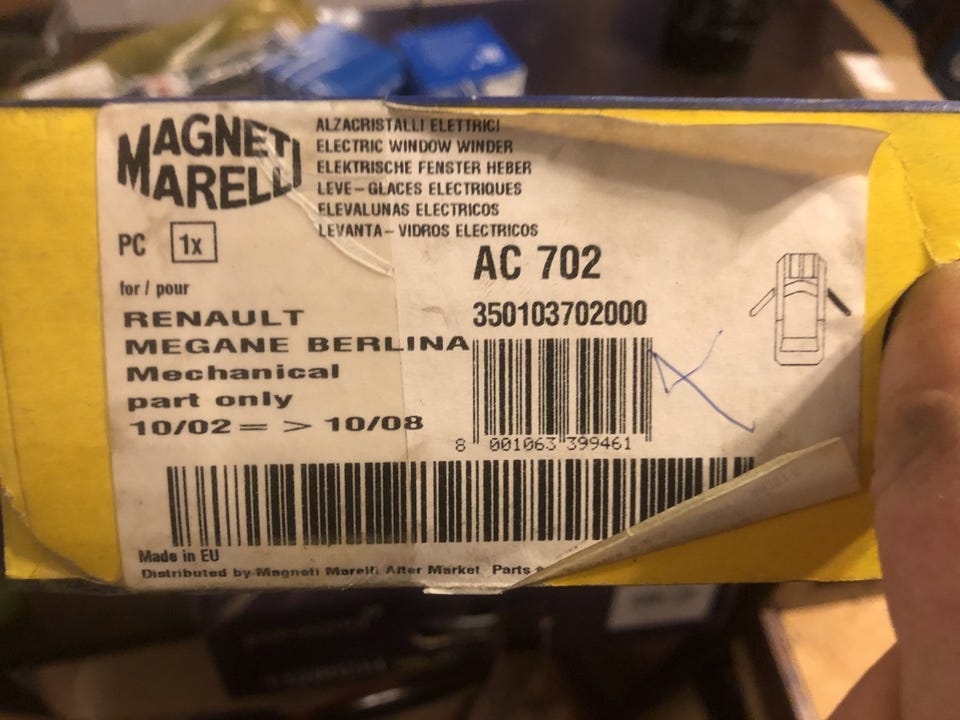 MAGNETI
MARELLI
ALZACRISTALLI ELETTRICI
ELECTRIC WINDOW WINDER
ELEKTRISCHE FENSTER HEBER
LEVE-GLACES ELECTRIQUES
ELEVALUNAS ELECTRICOS
LEVANTA-VIDROS ELECTRICOS
PC 1x
AC 702
for / pour
350103702000
RENAULT
MEGANE BERLINA
Mechanical
part only
10/02 = > 10/08
8 001063 399461
Made in EU
Distributed by Magneti Marelli After Market Parts